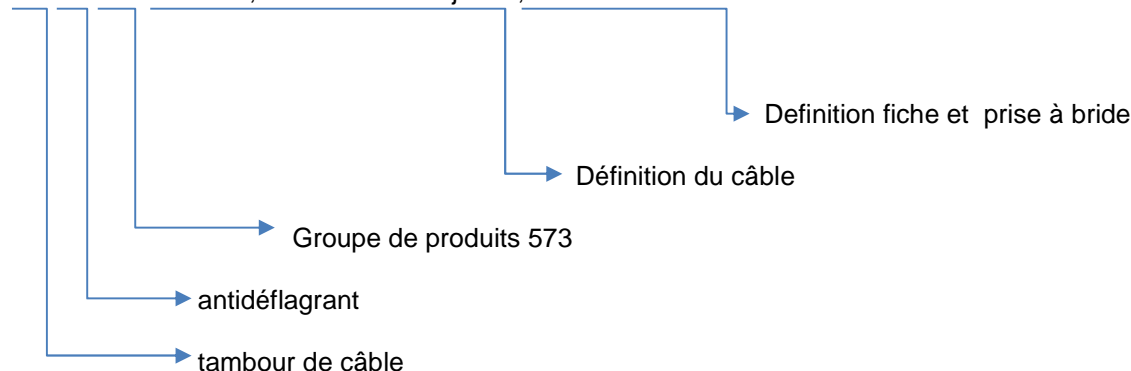 Definition fiche et  prise à bride
Définition du câble
Groupe de produits 573
antidéflagrant
tambour de câble